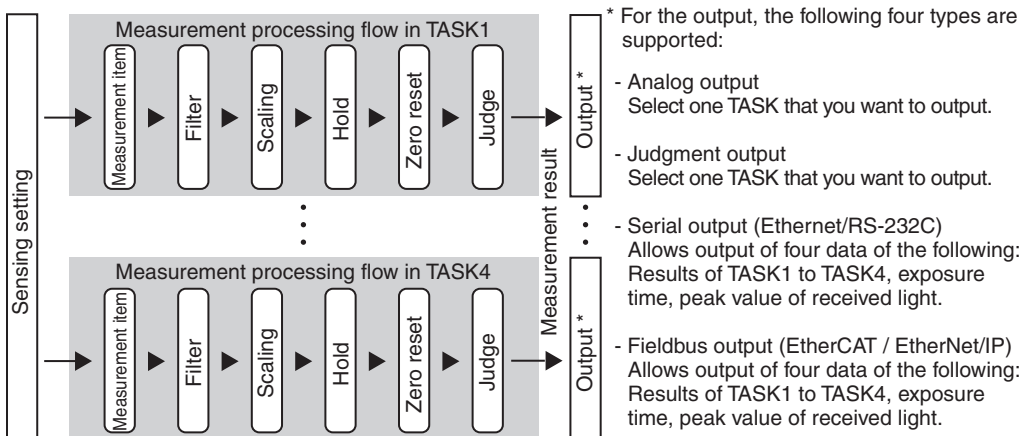 Sensing setting
Measurement processing flow in TASK1
Measurement item
Filter
Scaling
Hold
Zero reset
Judge
Measurement result
Output *
Measurement processing flow in TASK4
Measurement item
Filter
Scaling
Hold
Zero reset
Judge
Output *
* For the output, the following four types are
supported:
- Analog output
Select one TASK that you want to output.
- Judgment output
Select one TASK that you want to output.
- Serial output (Ethernet/RS-232C)
Allows output of four data of the following:
Results of TASK1 to TASK4, exposure
time, peak value of received light.
- Fieldbus output (EtherCAT / EtherNet/IP)
Allows output of four data of the following:
Results of TASK1 to TASK4, exposure
time, peak value of received light.